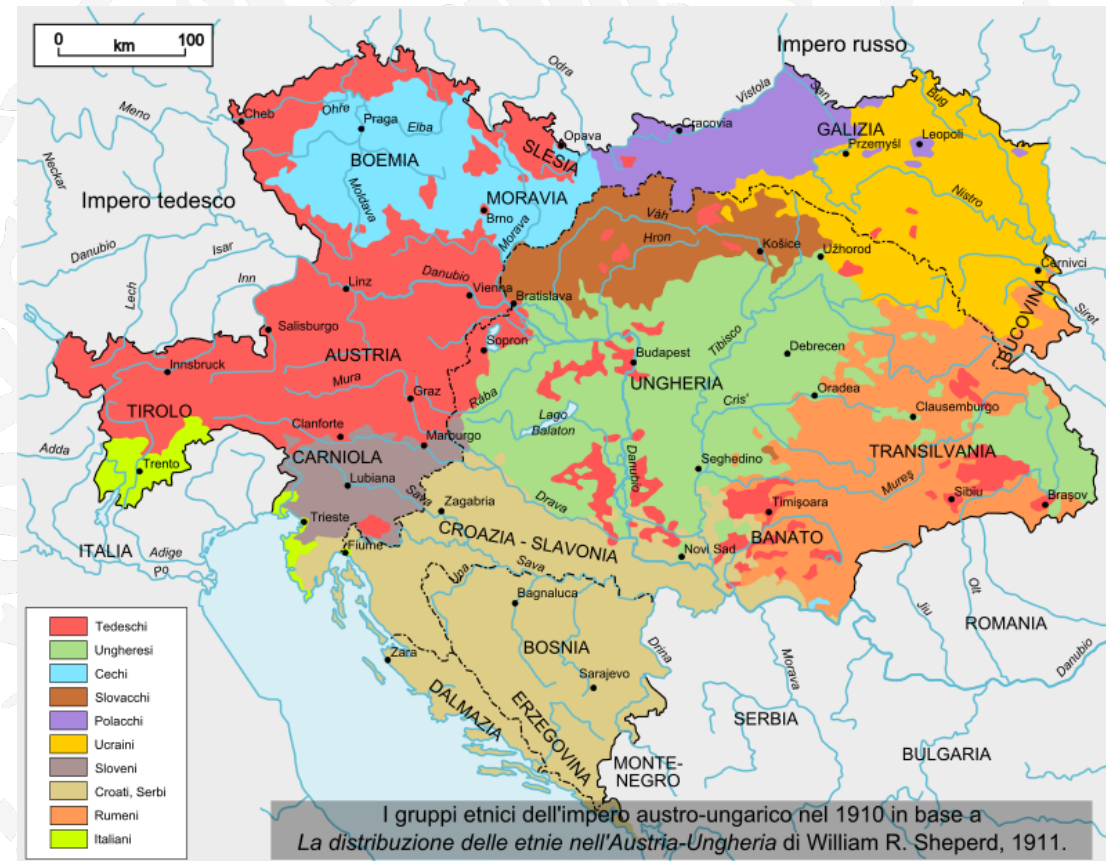 0 km 100
Impero russo
Odra
Meno
Cheb
Ohře
Praga
Elba
Vistola
San
Bug
Cracovia
GALIZIA
Leopoli
Przemyśl
Opava
SLESIA
BOEMIA
Neckar
Moldava
MORAVIA
Brno
Morava
Impero tedesco
Nistro
Váh
Hron
Košice
Užhorod
Danubio
Isar
Inn
Lech
Linz
Danubio
Vienna
Bratislava
Černivci
Siret
BUCOVINA
Salisburgo
Sopron
Innsbruck
AUSTRIA
Mura
Graz
Rába
Budapest
Tibisco
Debrecen
UNGHERIA
Oradea
Cris'
Clausemburgo
TIROLO
Clanforte
Marburgo
Lago
Balaton
Adda
Trento
CARNIOLA
Lubiana
Seghedino
TRANSILVANIA
Mureș
Danubio
Sava
Zagabria
Drava
Timișoara
Sibiu
Brașov
Trieste
CROAZIA - SLAVONIA
BANATO
ITALIA
Adige
Po
Fiume
Novi Sad
Sava
Una
Bagnaluca
Jiu
Olt
ROMANIA
Danubio
Tedeschi
Ungheresi
Cechi
Slovacchi
Polacchi
Ucraini
Sloveni
Croati, Serbi
Rumeni
Italiani
Zara
BOSNIA
Drina
Morava
Sarajevo
DALMAZIA
ERZEGOVINA
SERBIA
BULGARIA
MONTE-
NEGRO
I gruppi etnici dell'impero austro-ungarico nel 1910 in base a
La distribuzione delle etnie nell'Austria-Ungheria di William R. Sheperd, 1911.